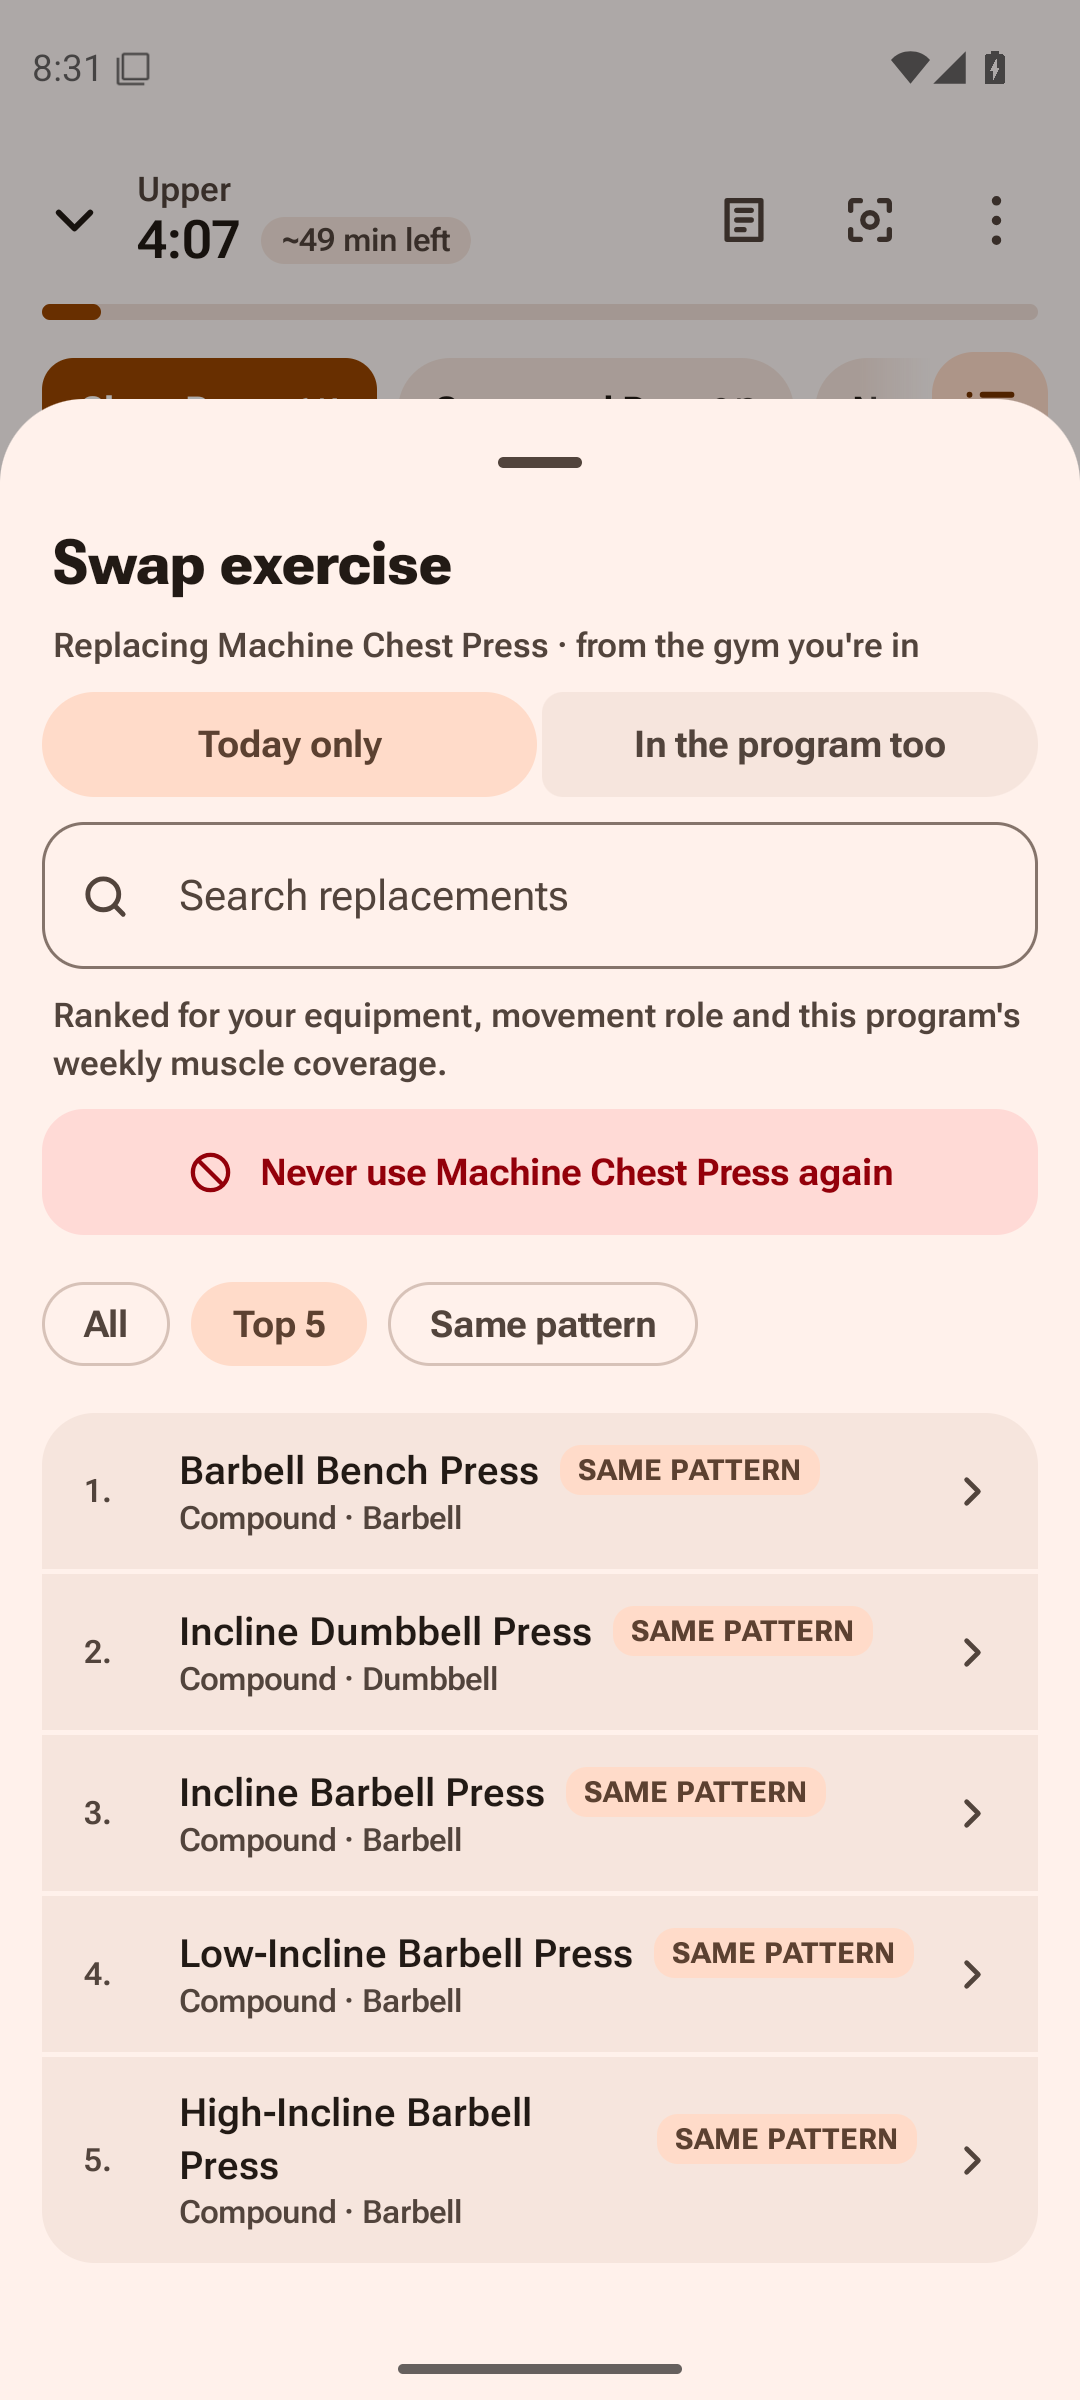 8:31
Upper
4:07
~49 min left
Swap exercise
Replacing Machine Chest Press · from the gym you're in
Today only
In the program too
Search replacements
Ranked for your equipment, movement role and this program's
weekly muscle coverage.
Never use Machine Chest Press again
All
Top 5
Same pattern
1.
Barbell Bench Press
SAME PATTERN
Compound · Barbell
2.
Incline Dumbbell Press
SAME PATTERN
Compound · Dumbbell
3.
Incline Barbell Press
SAME PATTERN
Compound · Barbell
4.
Low-Incline Barbell Press
SAME PATTERN
Compound · Barbell
5.
High-Incline Barbell
Press
SAME PATTERN
Compound · Barbell